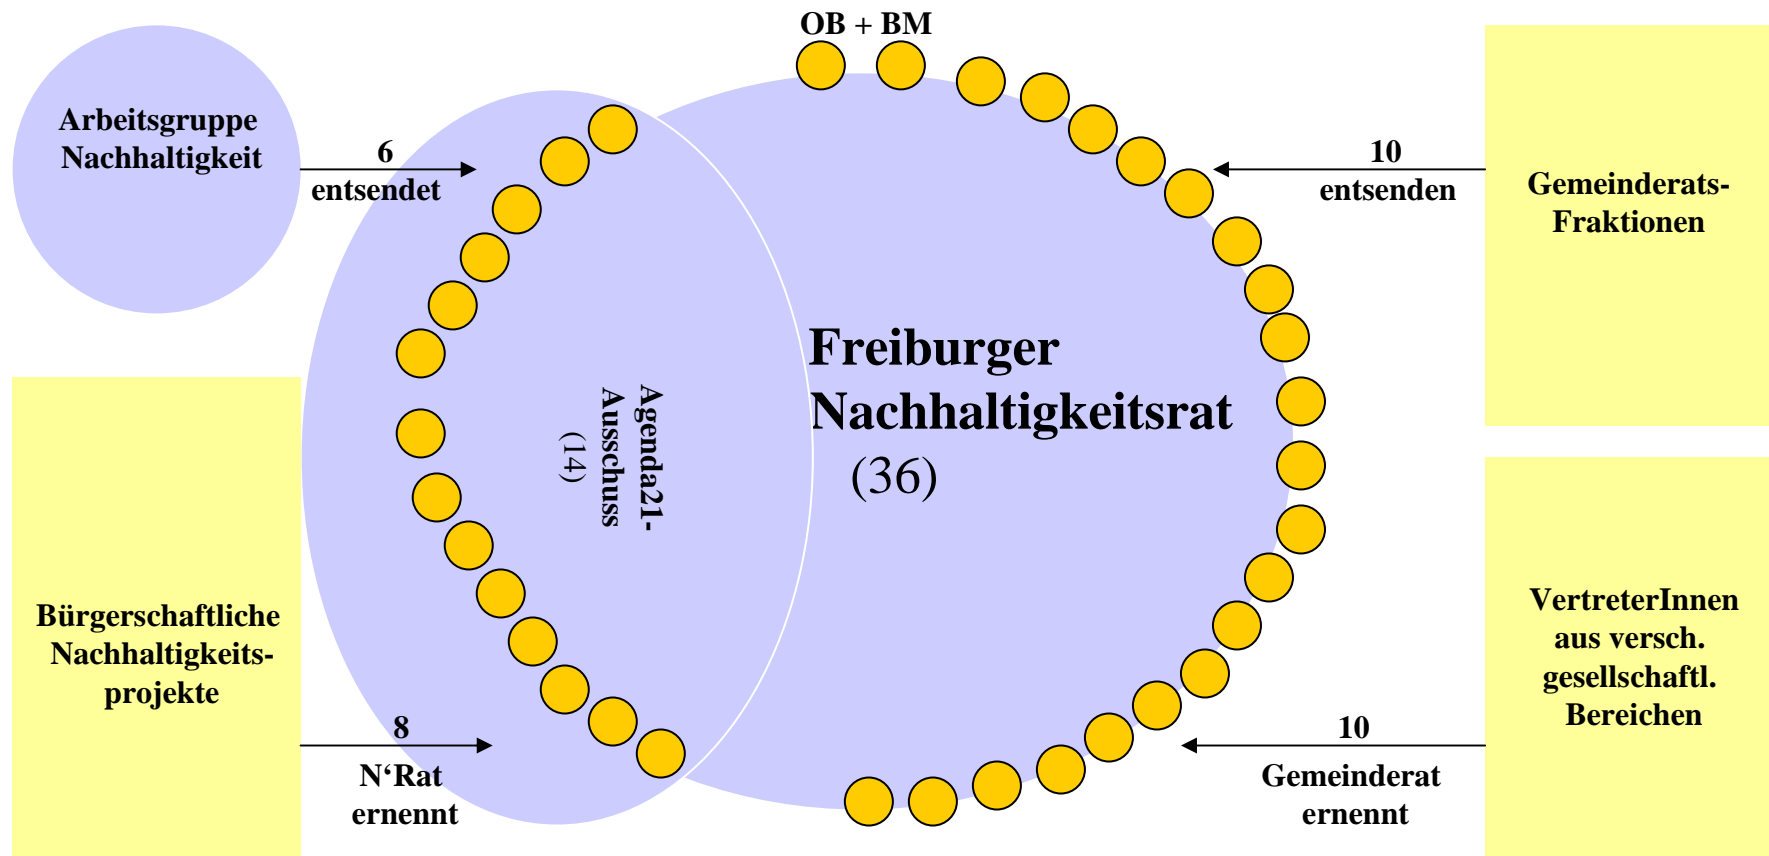 OB + BM
Arbeitsgruppe
Nachhaltigkeit
6
entsendet
10
entsenden
Gemeinderats-
Fraktionen
Freiburger
Nachhaltigkeitsrat
(36)
Agenda21-
Ausschuss
(14)
Bürgerschaftliche
Nachhaltigkeits-
projekte
8
N‘Rat
ernennt
10
Gemeinderat
ernennt
VertreterInnen
aus versch.
gesellschaftl.
Bereichen